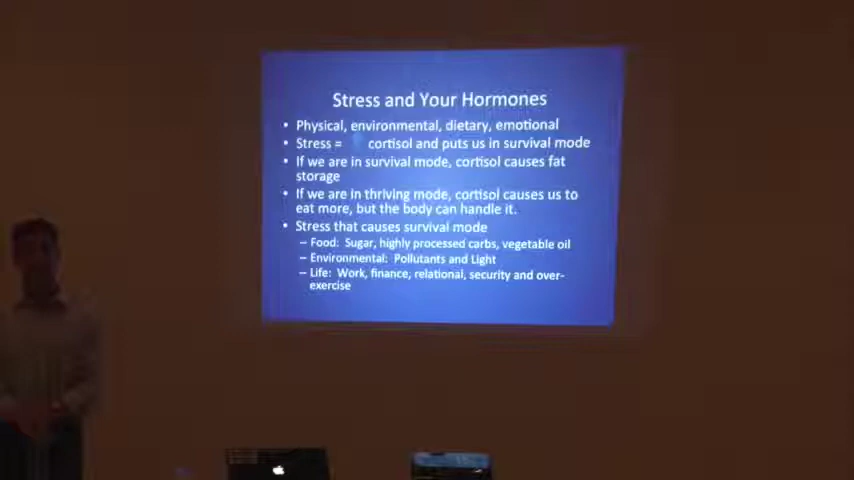 Stress and Your Hormones
• Physical, environmental, dietary, emotional
• Stress = cortisol and puts us in survival mode
• If we are in survival mode, cortisol causes fat
storage
• If we are in thriving mode, cortisol causes us to
eat more, but the body can handle it.
• Stress that causes survival mode
– Food: Sugar, highly processed carbs, vegetable oil
– Environmental: Pollutants and Light
– Life: Work, finance, relational, security and over-
exercise